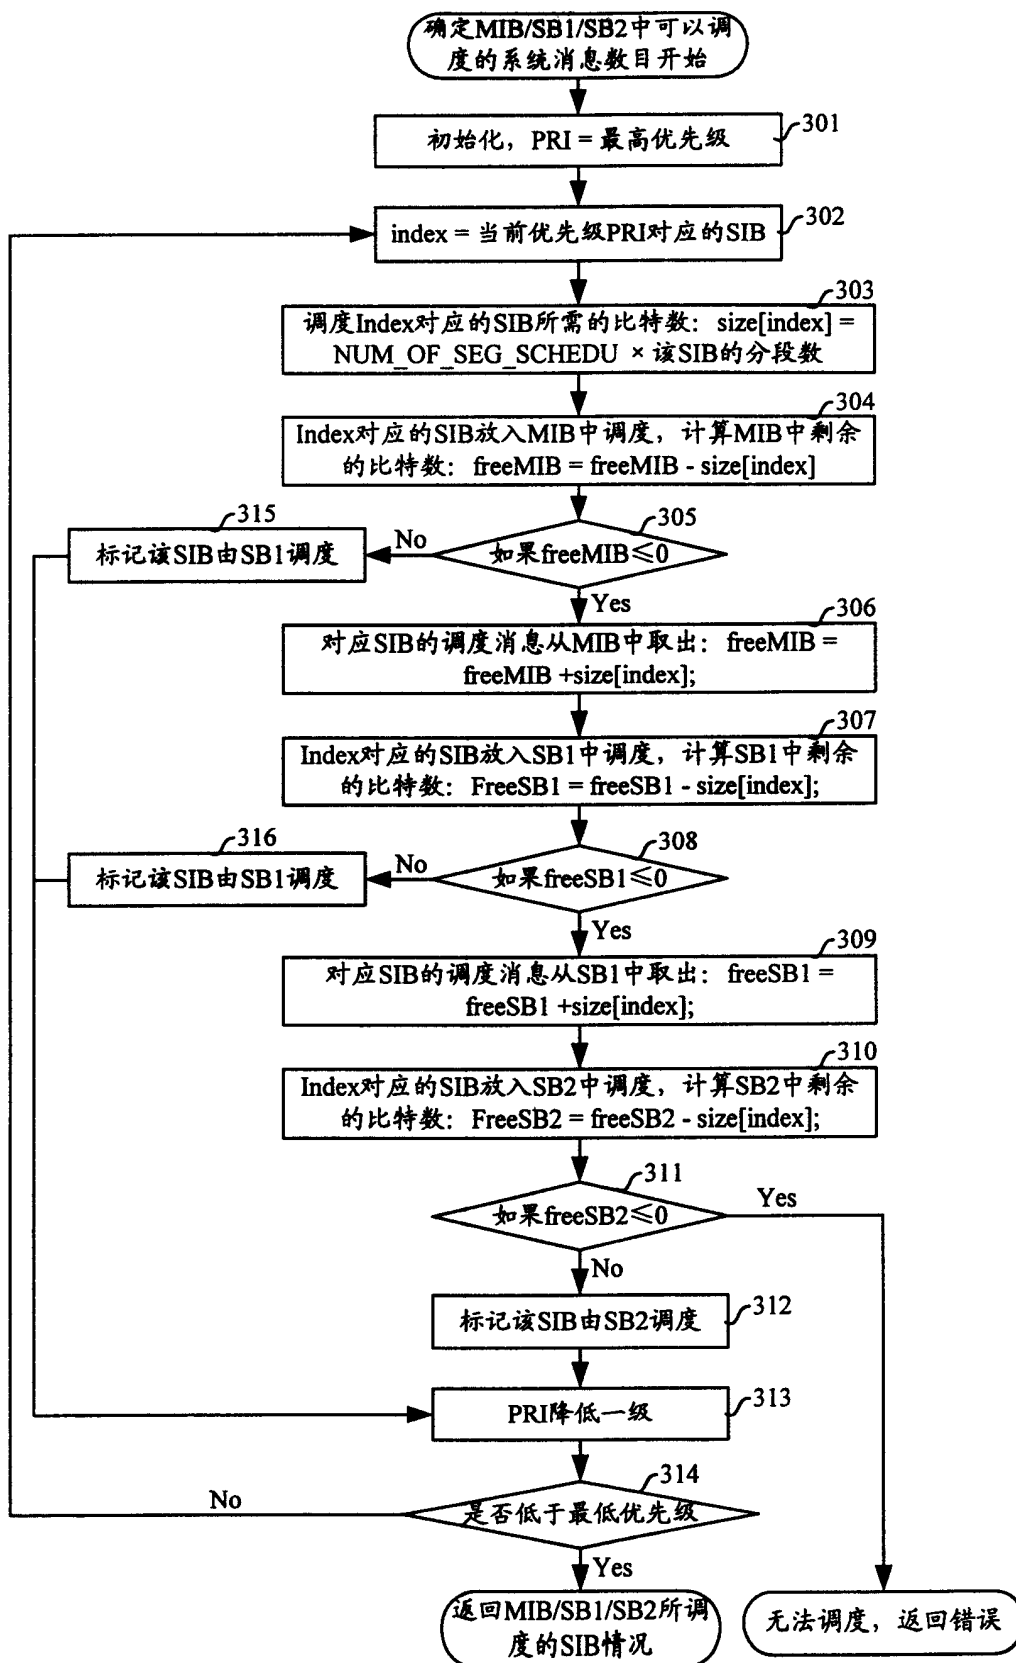 确定MIB/SB1/SB2中可以调
度的系统消息数目开始
301
初始化，PRI = 最高优先级
302
index = 当前优先级PRI对应的SIB
303
调度Index对应的SIB所需的比特数：size[index] =
NUM_OF_SEG_SCHEDU × 该SIB的分段数
304
Index对应的SIB放入MIB中调度，计算MIB中剩余
的比特数：freeMIB = freeMIB - size[index]
315
标记该SIB由SB1调度
No
305
如果freeMIB≤0
Yes
306
对应SIB的调度消息从MIB中取出：freeMIB =
freeMIB +size[index];
307
Index对应的SIB放入SB1中调度，计算SB1中剩余
的比特数：FreeSB1 = freeSB1 - size[index];
316
标记该SIB由SB1调度
No
308
如果freeSB1≤0
Yes
309
对应SIB的调度消息从SB1中取出：freeSB1 =
freeSB1 +size[index];
310
Index对应的SIB放入SB2中调度，计算SB2中剩余
的比特数：FreeSB2 = freeSB2 - size[index];
311
如果freeSB2≤0
Yes
No
312
标记该SIB由SB2调度
313
PRI降低一级
314
是否低于最低优先级
No
Yes
返回MIB/SB1/SB2所调
度的SIB情况
无法调度，返回错误